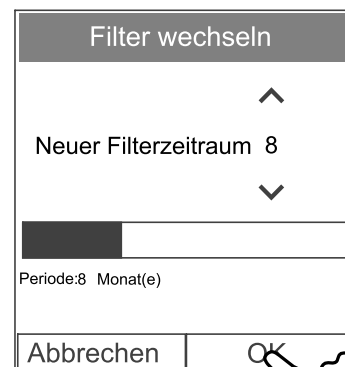 Filter wechseln
Neuer Filterzeitraum 8
Periode:8 Monat(e)
Abbrechen OK